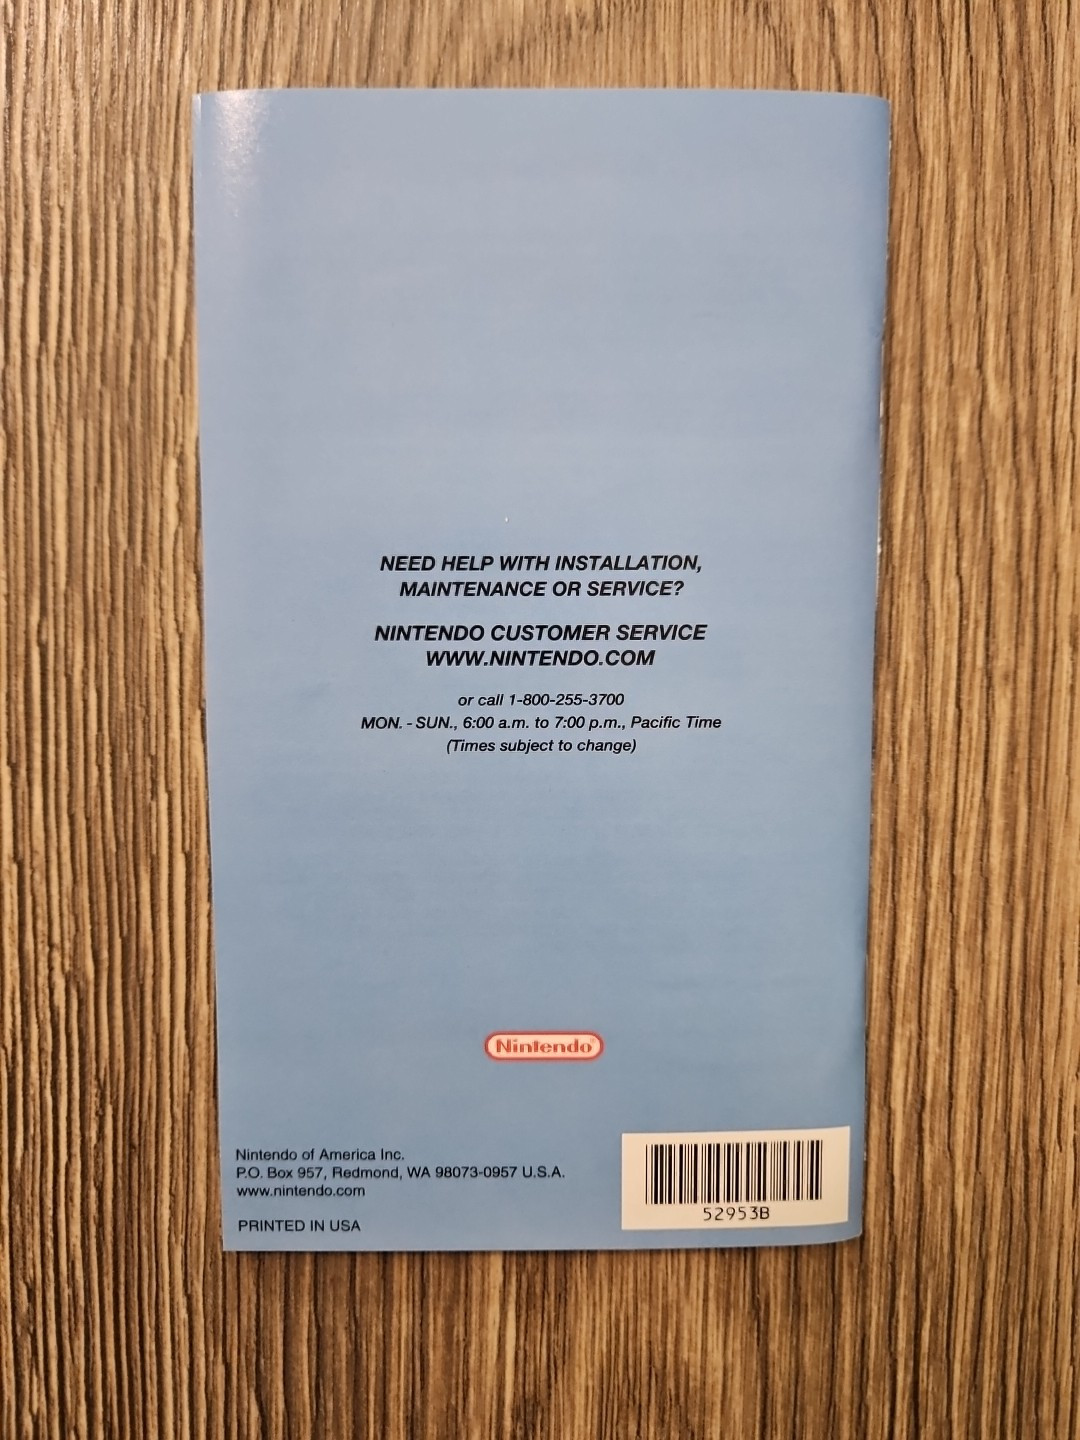 NEED HELP WITH INSTALLATION,
MAINTENANCE OR SERVICE?
NINTENDO CUSTOMER SERVICE
WWW.NINTENDO.COM
or call 1-800-255-3700
MON. - SUN., 6:00 a.m. to 7:00 p.m., Pacific Time
(Times subject to change)
Nintendo®
Nintendo of America Inc.
P.O. Box 957, Redmond, WA 98073-0957 U.S.A.
www.nintendo.com
PRINTED IN USA
52953B